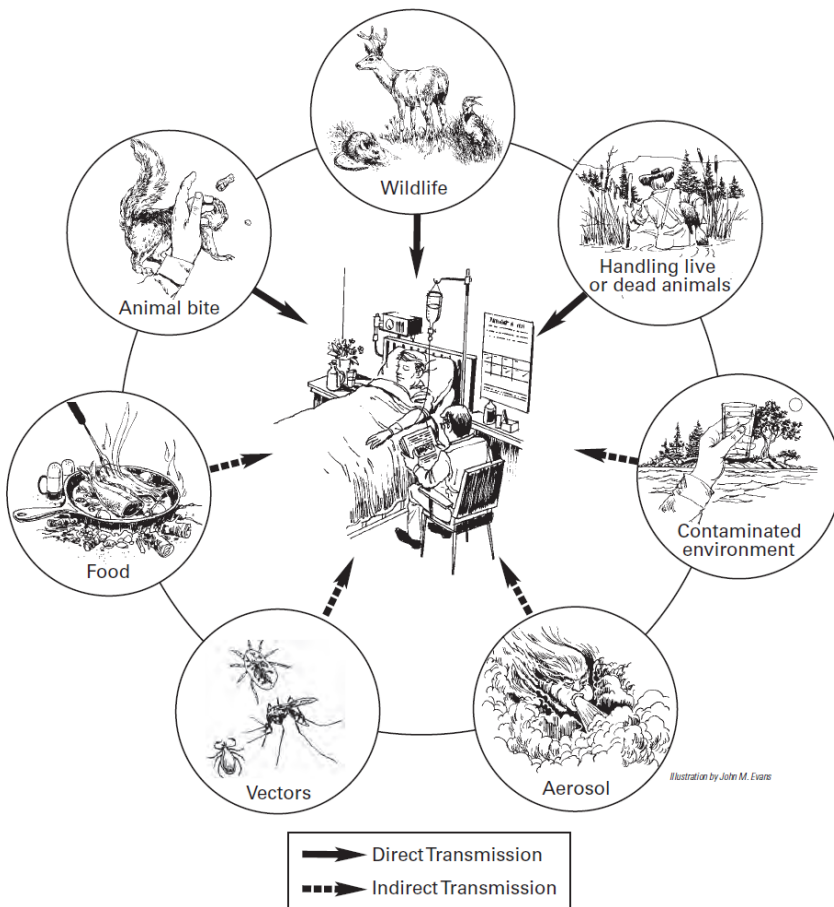 Wildlife
Animal bite
Handling live
or dead animals
Food
Contaminated
environment
Vectors
Aerosol
Illustration by John M. Evans
Direct Transmission
Indirect Transmission